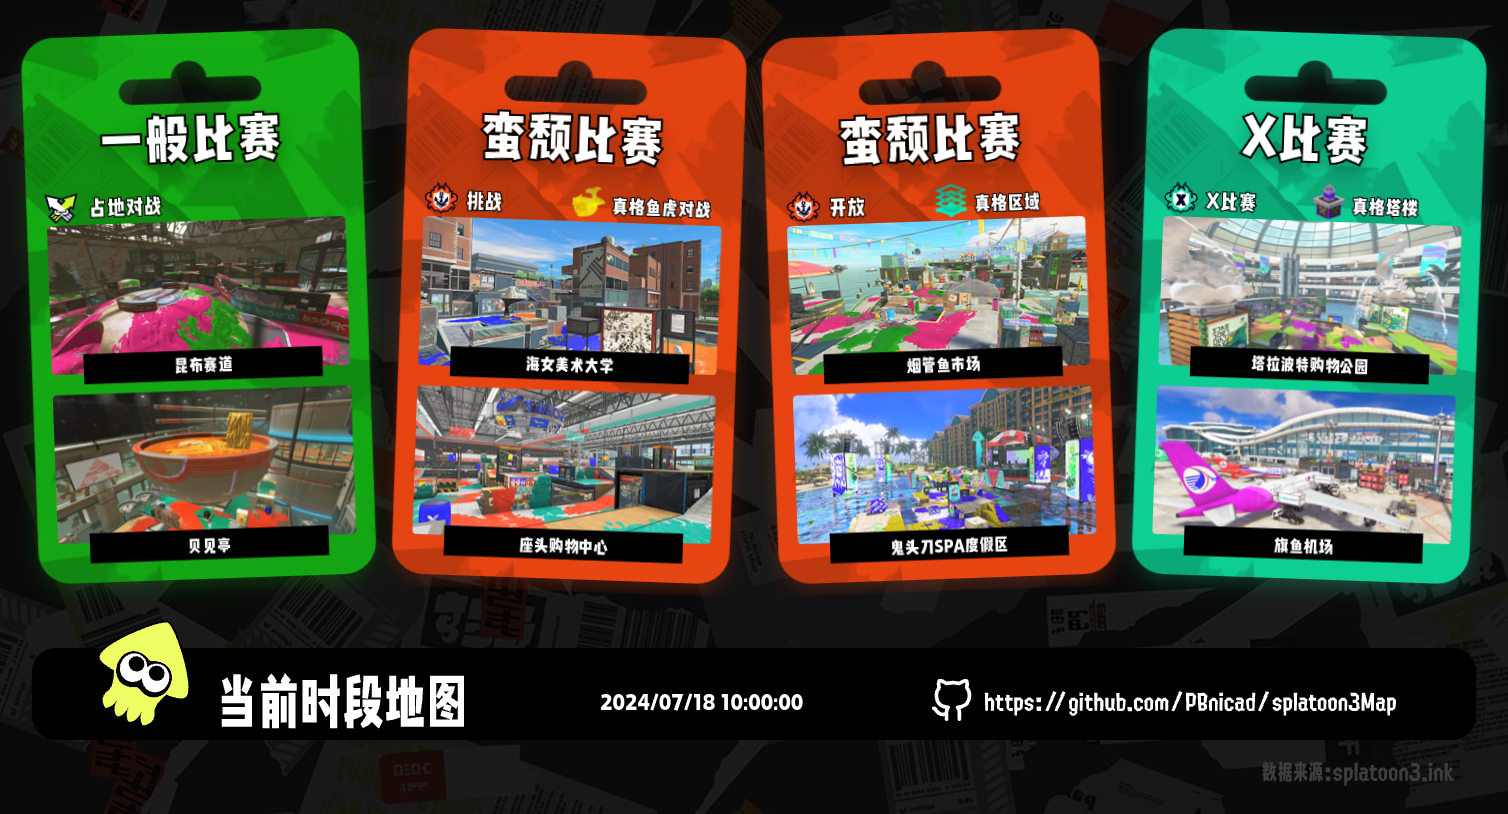 一般比赛
占地对战
昆布赛道
贝见亭
蛮颓比赛
挑战
真格鱼虎对战
海女美术大学
座头购物中心
蛮颓比赛
开放
真格区域
烟管鱼市场
鬼头刀SPA度假区
X比赛
X比赛
真格塔楼
塔拉波特购物公园
旗鱼机场
当前时段地图
2024/07/18 10:00:00
https://github.com/PBnicad/splatoon3Map
数据来源:splatoon3.ink